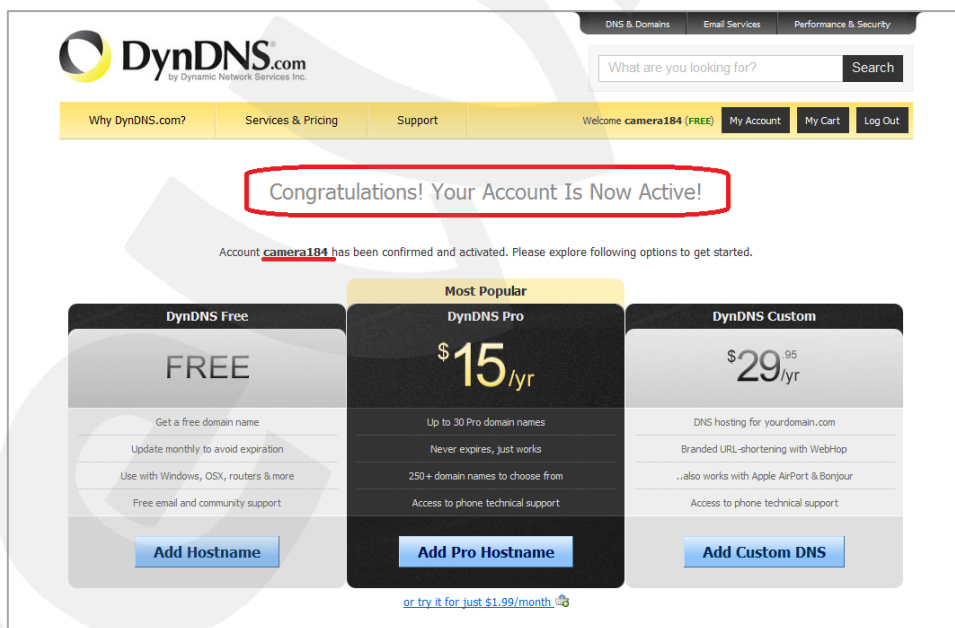 DNS & Domains Email Services Performance & Security
DynDNS.com
by Dynamic Network Services Inc.
What are you looking for? Search
Why DynDNS.com? Services & Pricing Support Welcome camera184 (FREE) My Account My Cart Log Out
Congratulations! Your Account Is Now Active!
Account camera184 has been confirmed and activated. Please explore following options to get started.
Most Popular
DynDNS Free DynDNS Pro DynDNS Custom
FREE $15/yr $29.95/yr
Get a free domain name Up to 30 Pro domain names DNS hosting for yourdomain.com
Update monthly to avoid expiration Never expires, just works Branded URL-shortening with WebHop
Use with Windows, OSX, routers & more 250+ domain names to choose from ..also works with Apple AirPort & Bonjour
Free email and community support Access to phone technical support Access to phone technical support
Add Hostname Add Pro Hostname Add Custom DNS
or try it for just $1.99/month